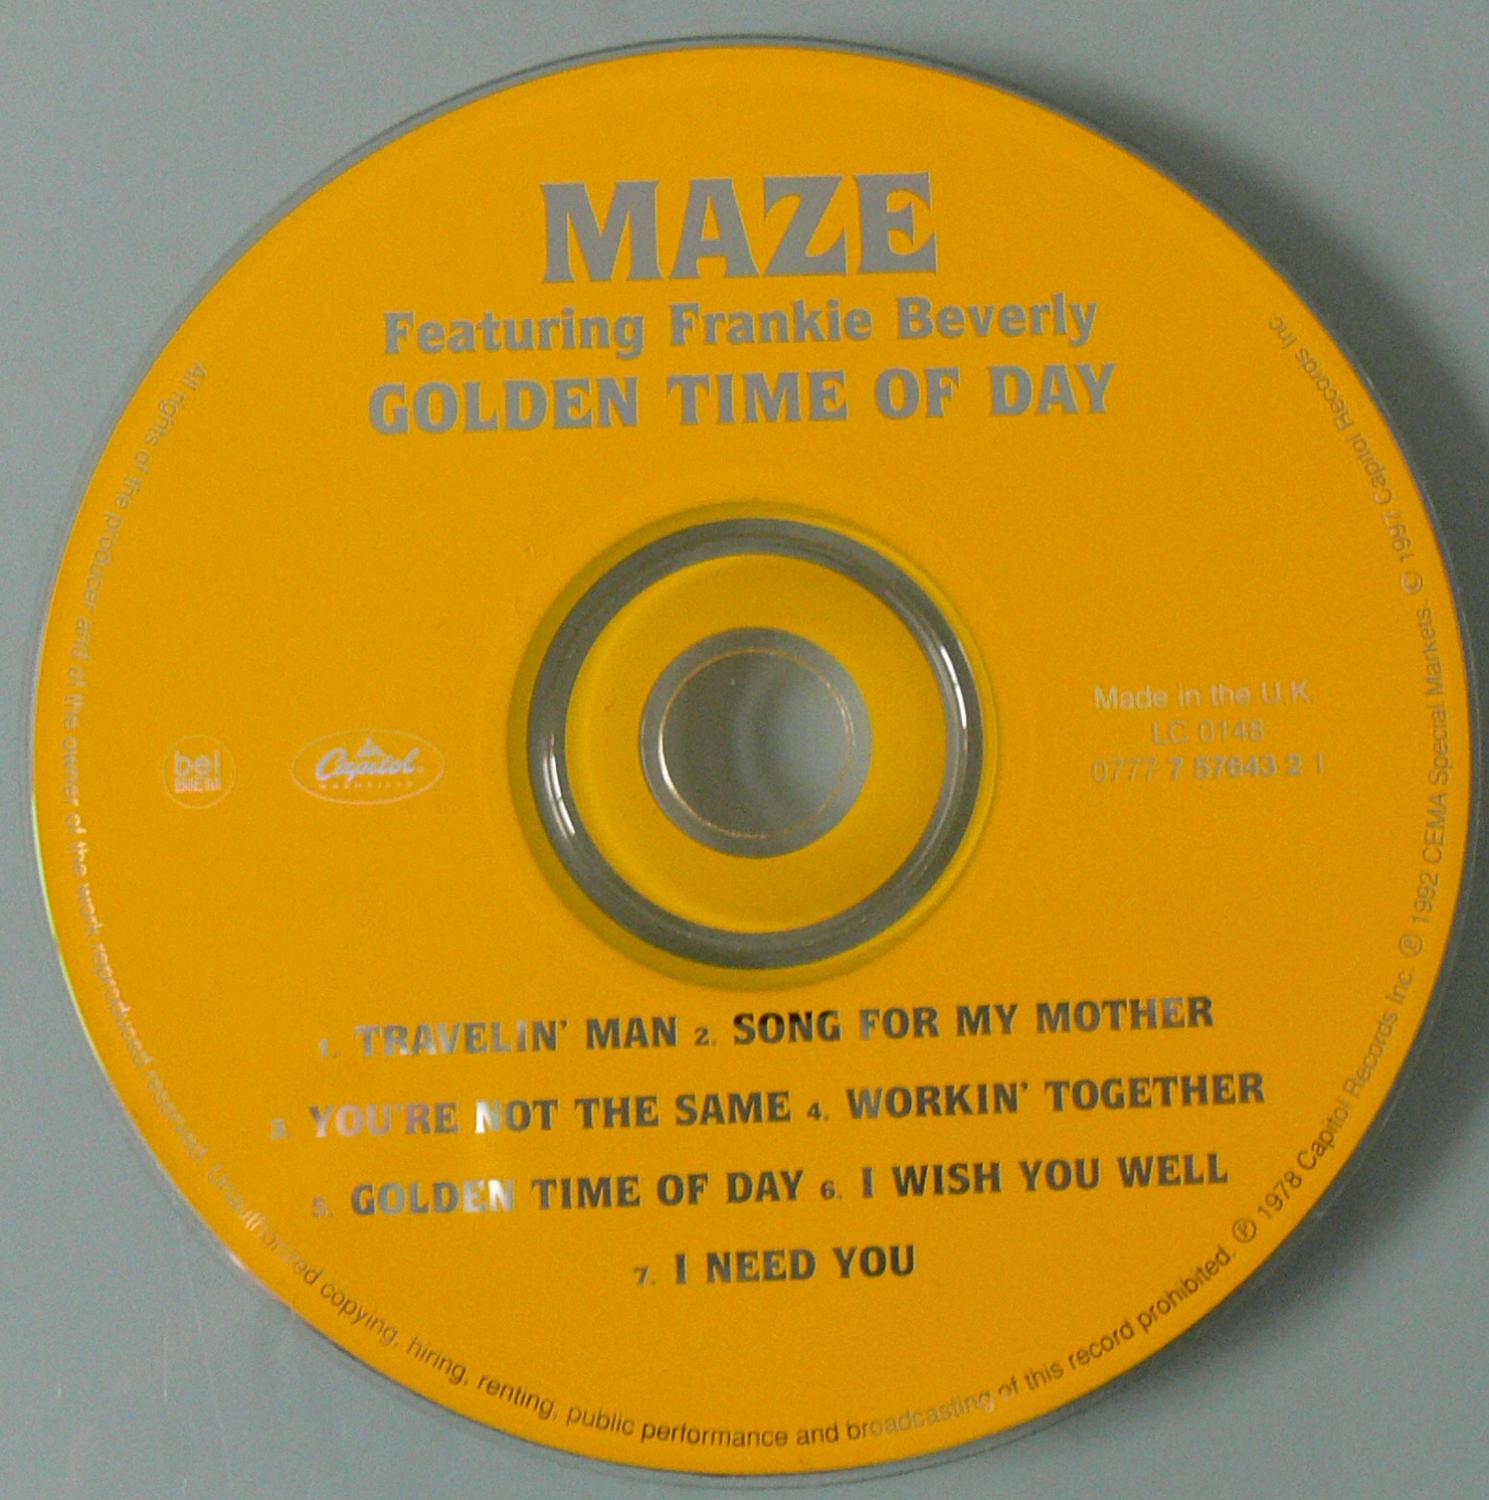 MAZE
Featuring Frankie Beverly
GOLDEN TIME OF DAY
bel
BIEM
Capitol®
NASHVILLE
Made in the U.K.
LC 0148
0777 7 57643 2 1
1. TRAVELIN' MAN 2. SONG FOR MY MOTHER
3. YOU'RE NOT THE SAME 4. WORKIN' TOGETHER
5. GOLDEN TIME OF DAY 6. I WISH YOU WELL
7. I NEED YOU
All rights of the producer and of the owner of the work reproduced reserved. Unauthorized copying, hiring, renting, public performance and broadcasting of this record prohibited. ℗ 1978 Capitol Records Inc. ℗ 1992 CEMA Special Markets. © 1997 Capitol Records Inc.